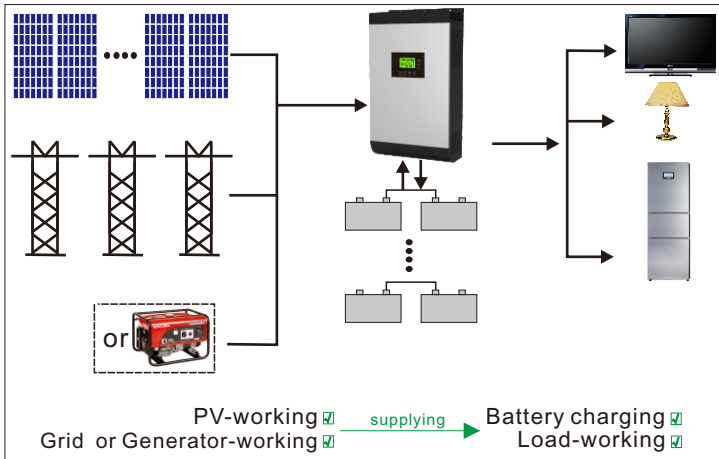 or
PV-working ☑
supplying
Battery charging ☑
Grid or Generator-working ☑
Load-working ☑